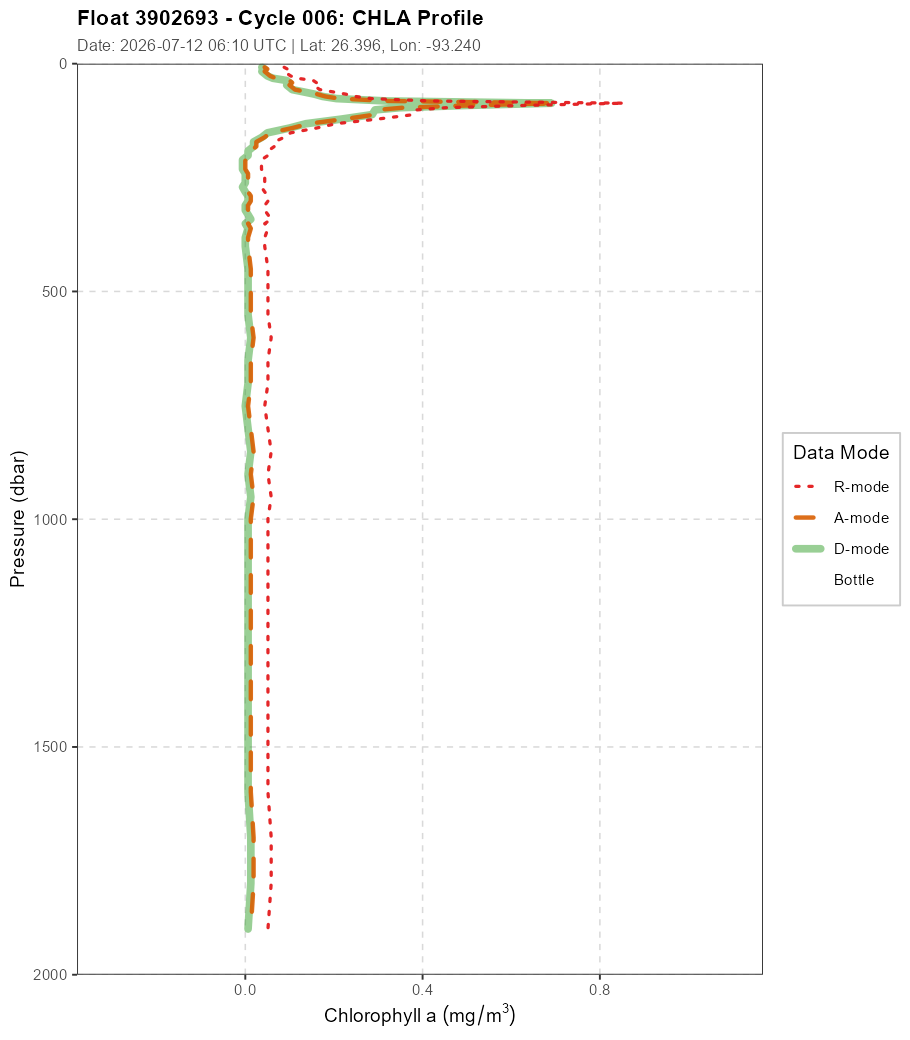 Float 3902693 - Cycle 006: CHLA Profile
Date: 2026-07-12 06:10 UTC | Lat: 26.396, Lon: -93.240
0
500
1000
1500
2000
Pressure (dbar)
0.0
0.4
0.8
Chlorophyll a (mg/m³)
Data Mode
R-mode
A-mode
D-mode
Bottle